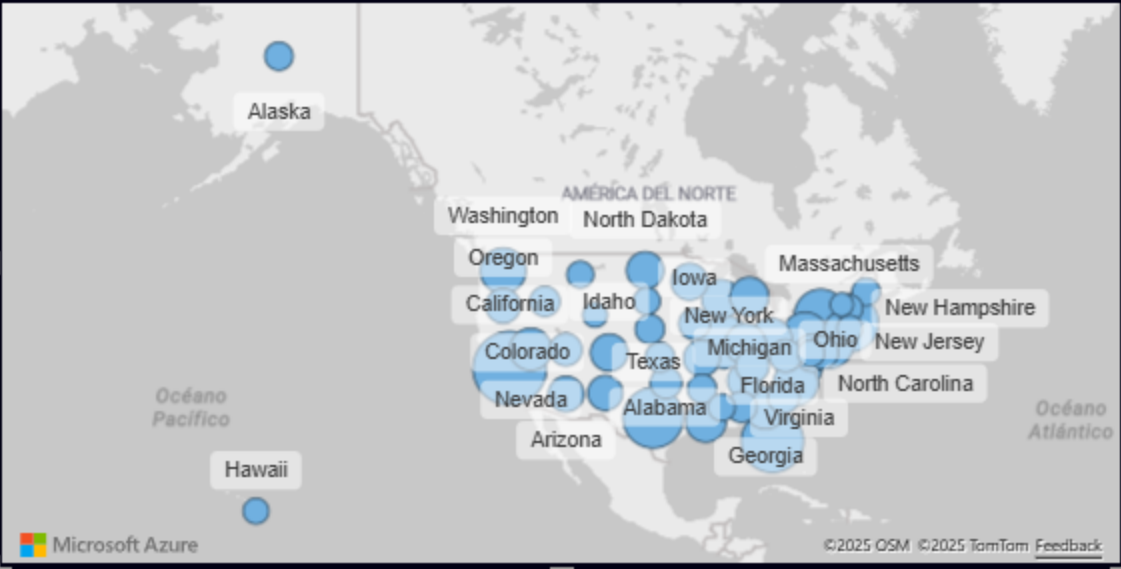 Alaska
AMÉRICA DEL NORTE
Washington
North Dakota
Oregon
Iowa
Massachusetts
California
Idaho
New York
New Hampshire
Colorado
Texas
Michigan
Ohio
New Jersey
Nevada
Florida
North Carolina
Océano
Pacífico
Alabama
Virginia
Océano
Atlántico
Arizona
Georgia
Hawaii
Microsoft Azure
©2025 OSM ©2025 TomTom Feedback